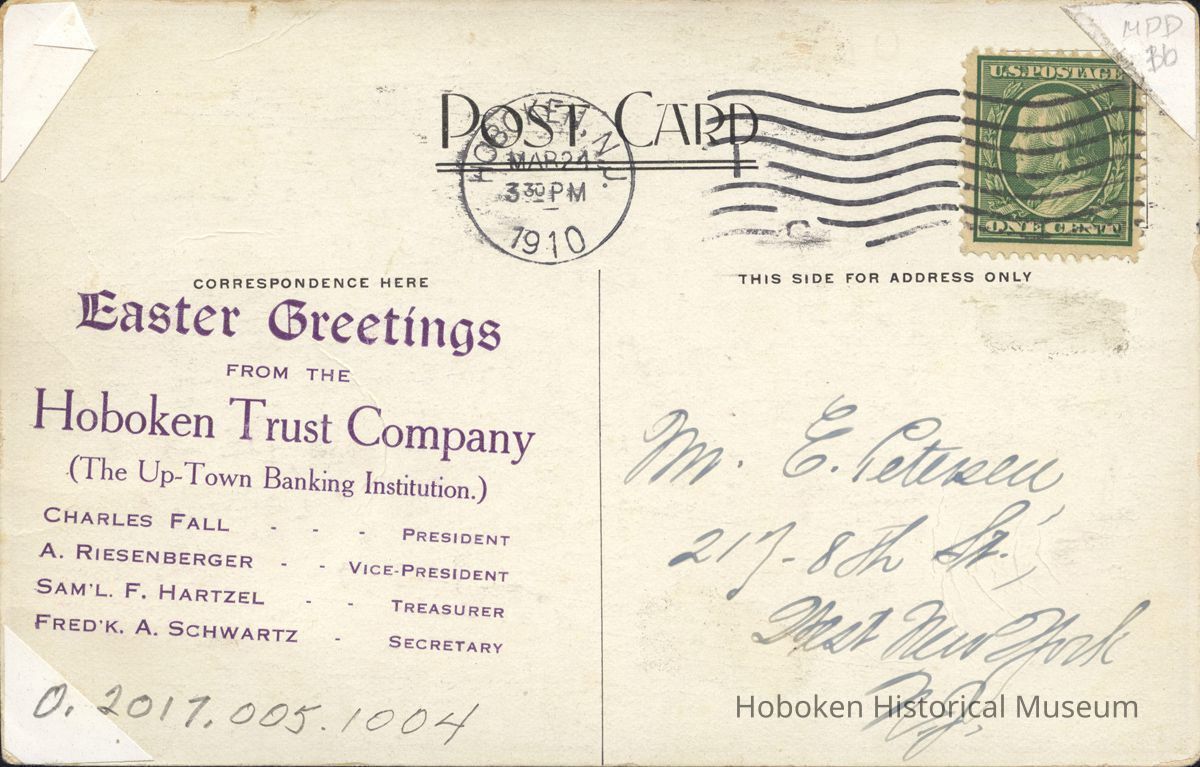 MDD
Bb
U.S. POSTAGE
POST CARD
HOBOKEN, N.J.
MAR 24
3 30 PM
1910
ONE CENT
CORRESPONDENCE HERE
THIS SIDE FOR ADDRESS ONLY
Easter Greetings
FROM THE
Hoboken Trust Company
(The Up-Town Banking Institution.)
CHARLES FALL - - - PRESIDENT
A. RIESENBERGER - - VICE-PRESIDENT
SAM'L. F. HARTZEL - - TREASURER
FRED'K. A. SCHWARTZ - SECRETARY
Mr. E. Petersen
217 - 8th St.,
West New York
N.J.
O. 2017.005.1004
Hoboken Historical Museum